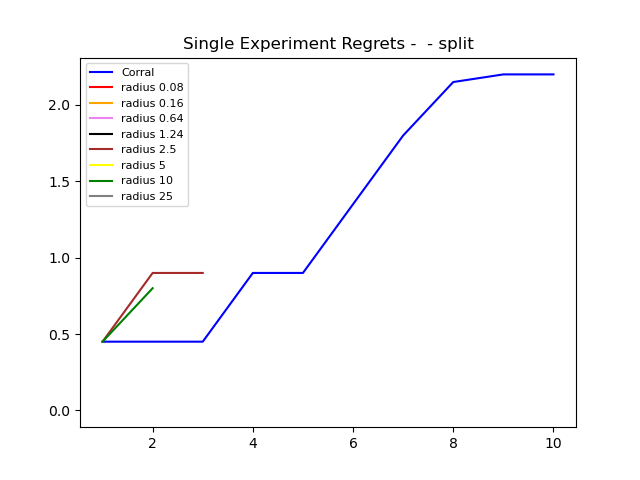 Single Experiment Regrets -  - split
Corral
radius 0.08
radius 0.16
radius 0.64
radius 1.24
radius 2.5
radius 5
radius 10
radius 25
2.0
1.5
1.0
0.5
0.0
2 4 6 8 10